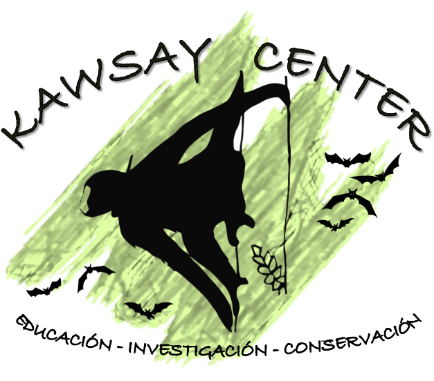 KAWSAY CENTER
EDUCACIÓN - INVESTIGACIÓN - CONSERVACIÓN